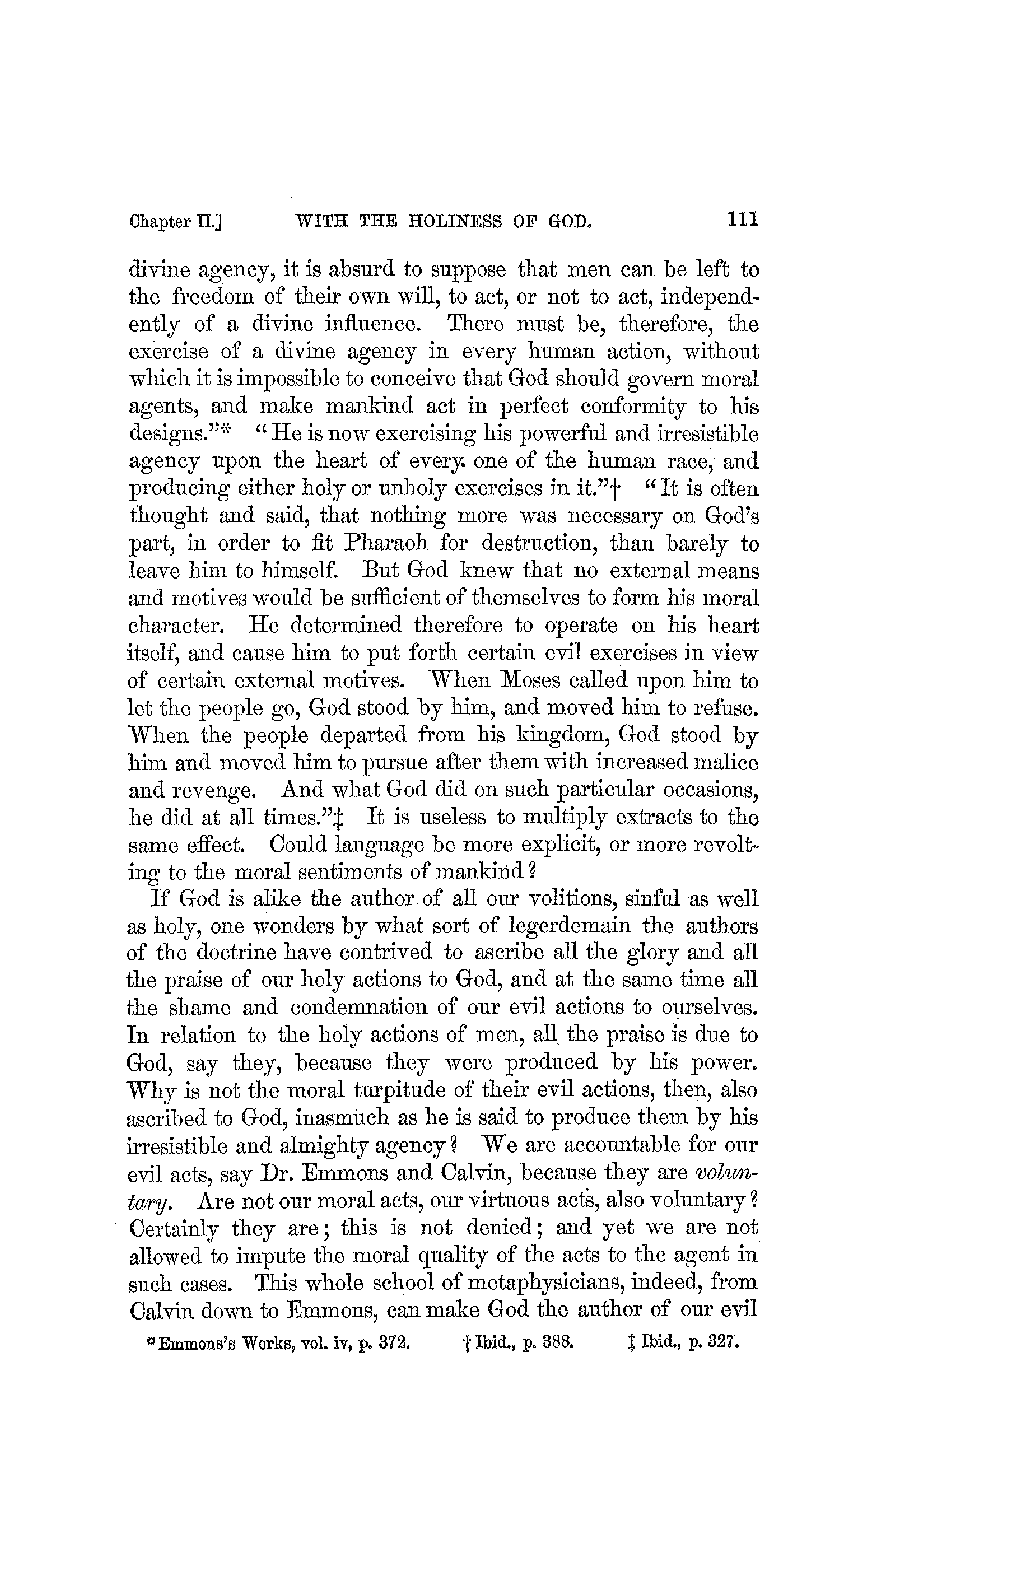 Chapter II.] WITH THE HOLINESS OF GOD. 111
divine agency, it is absurd to suppose that men can be left to
the freedom of their own will, to act, or not to act, independ-
ently of a divine influence. There must be, therefore, the
exercise of a divine agency in every human action, without
which it is impossible to conceive that God should govern moral
agents, and make mankind act in perfect conformity to his
designs."* "He is now exercising his powerful and irresistible
agency upon the heart of every one of the human race, and
producing either holy or unholy exercises in it."† "It is often
thought and said, that nothing more was necessary on God's
part, in order to fit Pharaoh for destruction, than barely to
leave him to himself. But God knew that no external means
and motives would be sufficient of themselves to form his moral
character. He determined therefore to operate on his heart
itself, and cause him to put forth certain evil exercises in view
of certain external motives. When Moses called upon him to
let the people go, God stood by him, and moved him to refuse.
When the people departed from his kingdom, God stood by
him and moved him to pursue after them with increased malice
and revenge. And what God did on such particular occasions,
he did at all times."‡ It is useless to multiply extracts to the
same effect. Could language be more explicit, or more revolt-
ing to the moral sentiments of mankind?
If God is alike the author of all our volitions, sinful as well
as holy, one wonders by what sort of legerdemain the authors
of the doctrine have contrived to ascribe all the glory and all
the praise of our holy actions to God, and at the same time all
the shame and condemnation of our evil actions to ourselves.
In relation to the holy actions of men, all the praise is due to
God, say they, because they were produced by his power.
Why is not the moral turpitude of their evil actions, then, also
ascribed to God, inasmuch as he is said to produce them by his
irresistible and almighty agency? We are accountable for our
evil acts, say Dr. Emmons and Calvin, because they are volun-
tary. Are not our moral acts, our virtuous acts, also voluntary?
Certainly they are; this is not denied; and yet we are not
allowed to impute the moral quality of the acts to the agent in
such cases. This whole school of metaphysicians, indeed, from
Calvin down to Emmons, can make God the author of our evil
*Emmons's Works, vol. iv, p. 372. † Ibid., p. 388. ‡ Ibid., p. 327.